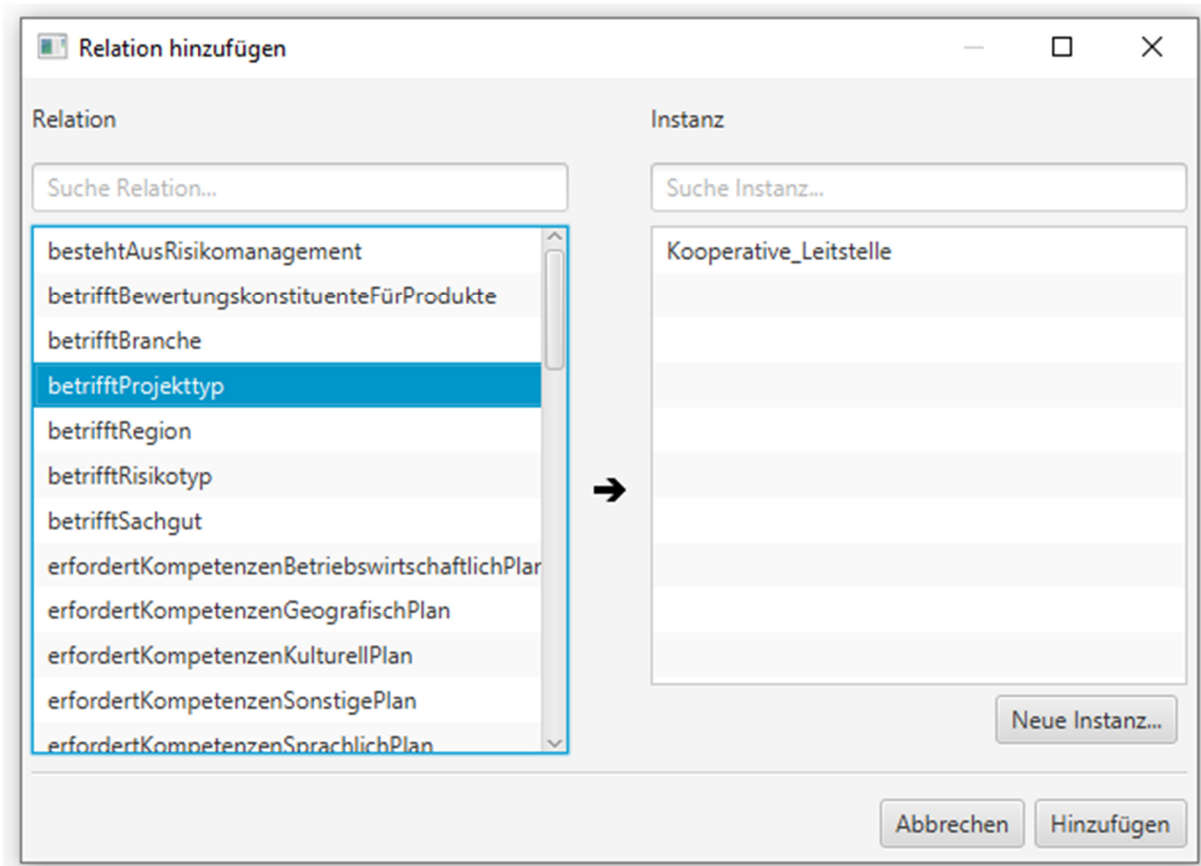 Relation hinzufügen
Relation
Suche Relation...
bestehtAusRisikomanagement
betrifftBewertungskonstituenteFürProdukte
betrifftBranche
betrifftProjekttyp
betrifftRegion
betrifftRisikotyp
betrifftSachgut
erfordertKompetenzenBetriebswirtschaftlichPlan
erfordertKompetenzenGeografischPlan
erfordertKompetenzenKulturellPlan
erfordertKompetenzenSonstigePlan
erfordertKompetenzenSprachlichPlan
Instanz
Suche Instanz...
Kooperative_Leitstelle
Neue Instanz...
Abbrechen
Hinzufügen